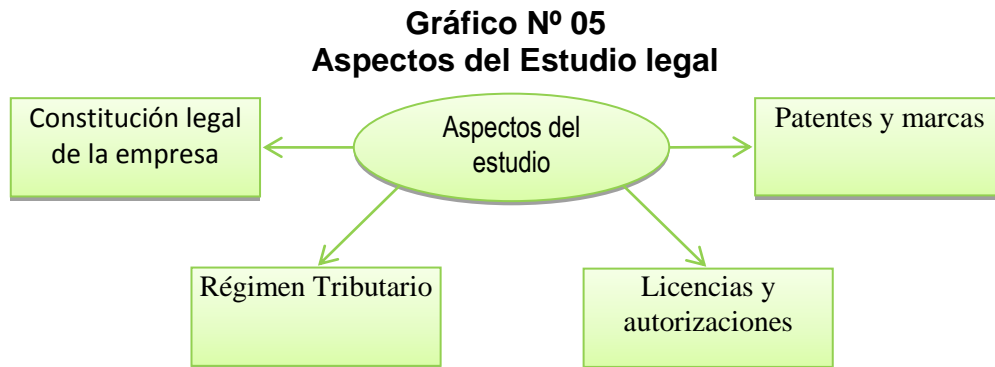 Gráfico Nº 05
Aspectos del Estudio legal
Constitución legal
de la empresa
Aspectos del
estudio
Patentes y marcas
Régimen Tributario
Licencias y
autorizaciones